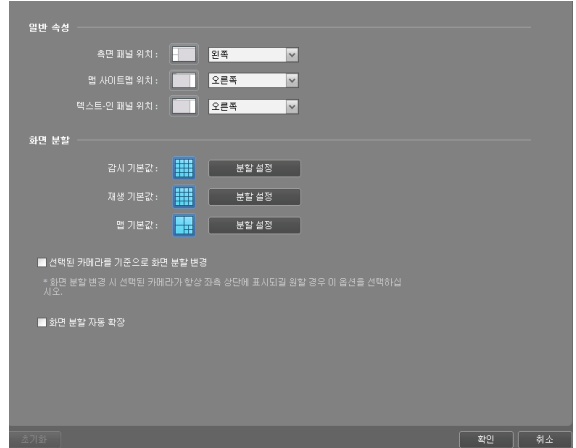 일반 속성
측면 패널 위치 : 왼쪽
맵 사이트맵 위치 : 오른쪽
텍스트-인 패널 위치 : 오른쪽
화면 분할
감시 기본값 : 분할 설정
재생 기본값 : 분할 설정
맵 기본값 : 분할 설정
선택된 카메라를 기준으로 화면 분할 변경
* 화면 분할 변경 시 선택된 카메라가 항상 좌측 상단에 표시되길 원할 경우 이 옵션을 선택하십
시오.
화면 분할 자동 확장
초기화 확인 취소